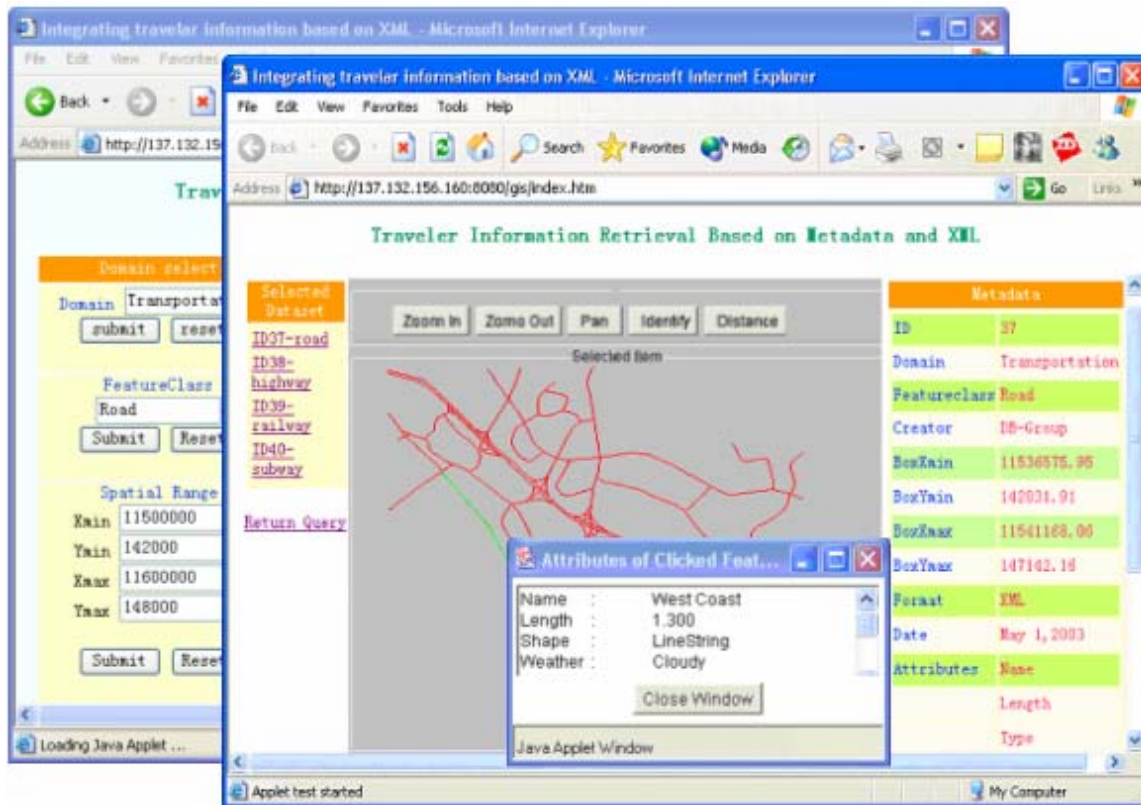 Integrating travelar information based on XML - Microsoft Internet Explorer
File Edit View Favorites
Back
Address http://137.132.15
Trav
Domain select
Domain Transportat
submit reset
FeatureClass
Road
Submit Reset
Spatial Range
Xmin 11500000
Ymin 142000
Xmax 11600000
Ymax 148000
Submit Reset
Loading Java Applet ...
Integrating travelar information based on XML - Microsoft Internet Explorer
File Edit View Favorites Tools Help
Back Search Favorites Media
Address http://137.132.156.160:8080/gis/index.htm Go Links
Traveler Information Retrieval Based on Metadata and XML
Selected
Dataset
ID37-road
ID38-
highway
ID39-
railway
ID40-
subway
Return Query
Zoom In Zomo Out Pan Identify Distance
Selected Item
Metadata
ID 37
Domain Transportation
Featureclass Road
Creator DB-Group
BoxXmin 11536575.95
BoxYmin 142031.91
BoxXmax 11541168.06
BoxYmax 147142.16
Format XML
Date May 1,2003
Attributes Name
Length
Type
Attributes of Clicked Feat...
Name : West Coast
Length : 1.300
Shape : LineString
Weather : Cloudy
Close Window
Java Applet Window
Applet test started My Computer